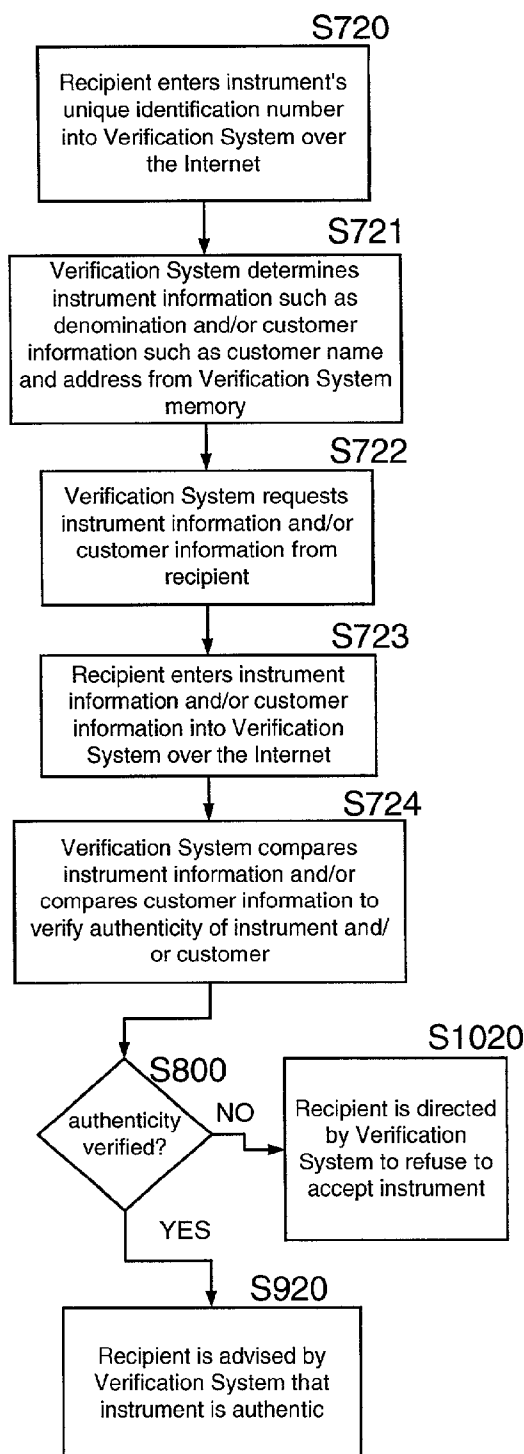 S720
Recipient enters instrument's
unique identification number
into Verification System over
the Internet
S721
Verification System determines
instrument information such as
denomination and/or customer
information such as customer name
and address from Verification System
memory
S722
Verification System requests
instrument information and/or
customer information from
recipient
S723
Recipient enters instrument
information and/or customer
information into Verification
System over the Internet
S724
Verification System compares
instrument information and/or
compares customer information to
verify authenticity of instrument and/
or customer
S800
authenticity
verified?
NO
S1020
Recipient is directed
by Verification
System to refuse to
accept instrument
YES
S920
Recipient is advised by
Verification System that
instrument is authentic